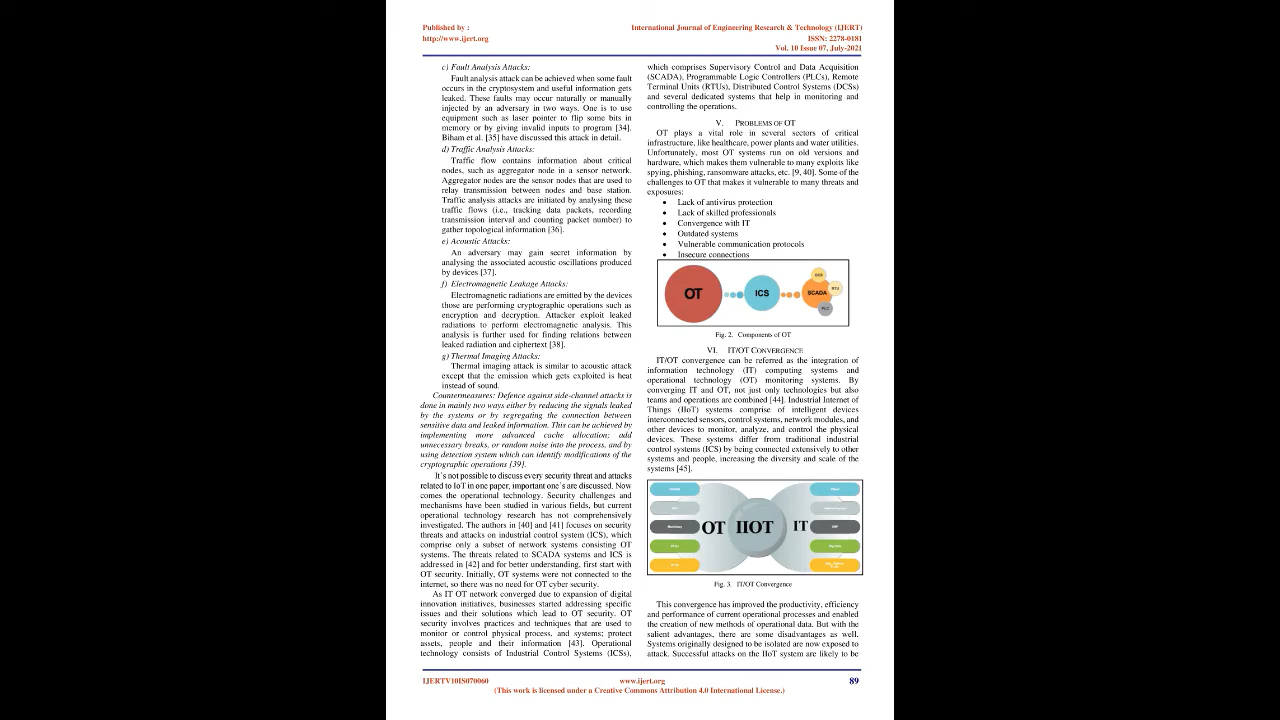 Published by :
http://www.ijert.org
International Journal of Engineering Research & Technology (IJERT)
ISSN: 2278-0181
Vol. 10 Issue 07, July-2021
c) Fault Analysis Attacks:
Fault analysis attack can be achieved when some fault
occurs in the cryptosystem and useful information gets
leaked. These faults may occur naturally or manually
injected by an adversary in two ways. One is to use
equipment such as laser pointer to flip some bits in
memory or by giving invalid inputs to program [34].
Biham et al. [35] have discussed this attack in detail.
d) Traffic Analysis Attacks:
Traffic flow contains information about critical
nodes, such as aggregator node in a sensor network.
Aggregator nodes are the sensor nodes that are used to
relay transmission between nodes and base station.
Traffic analysis attacks are initiated by analysing these
traffic flows (i.e., tracking data packets, recording
transmission interval and counting packet number) to
gather topological information [36].
e) Acoustic Attacks:
An adversary may gain secret information by
analysing the associated acoustic oscillations produced
by devices [37].
f) Electromagnetic Leakage Attacks:
Electromagnetic radiations are emitted by the devices
those are performing cryptographic operations such as
encryption and decryption. Attacker exploit leaked
radiations to perform electromagnetic analysis. This
analysis is further used for finding relations between
leaked radiation and ciphertext [38].
g) Thermal Imaging Attacks:
Thermal imaging attack is similar to acoustic attack
except that the emission which gets exploited is heat
instead of sound.
Countermeasures: Defence against side-channel attacks is
done in mainly two ways either by reducing the signals leaked
by the systems or by segregating the connection between
sensitive data and leaked information. This can be achieved by
implementing more advanced cache allocation; add
unnecessary breaks, or random noise into the process, and by
using detection system which can identify modifications of the
cryptographic operations [39].
It`s not possible to discuss every security threat and attacks
related to IoT in one paper, important one`s are discussed. Now
comes the operational technology. Security challenges and
mechanisms have been studied in various fields, but current
operational technology research has not comprehensively
investigated. The authors in [40] and [41] focuses on security
threats and attacks on industrial control system (ICS), which
comprise only a subset of network systems consisting OT
systems. The threats related to SCADA systems and ICS is
addressed in [42] and for better understanding, first start with
OT security. Initially, OT systems were not connected to the
internet, so there was no need for OT cyber security.
As IT OT network converged due to expansion of digital
innovation initiatives, businesses started addressing specific
issues and their solutions which lead to OT security. OT
security involves practices and techniques that are used to
monitor or control physical process, and systems; protect
assets, people and their information [43]. Operational
technology consists of Industrial Control Systems (ICSs),
which comprises Supervisory Control and Data Acquisition
(SCADA), Programmable Logic Controllers (PLCs), Remote
Terminal Units (RTUs), Distributed Control Systems (DCSs)
and several dedicated systems that help in monitoring and
controlling the operations.
V. PROBLEMS OF OT
OT plays a vital role in several sectors of critical
infrastructure, like healthcare, power plants and water utilities.
Unfortunately, most OT systems run on old versions and
hardware, which makes them vulnerable to many exploits like
spying, phishing, ransomware attacks, etc. [9, 40]. Some of the
challenges to OT that makes it vulnerable to many threats and
exposures:
• Lack of antivirus protection
• Lack of skilled professionals
• Convergence with IT
• Outdated systems
• Vulnerable communication protocols
• Insecure connections
OT ICS SCADA DCS RTU PLC
Fig. 2. Components of OT
VI. IT/OT CONVERGENCE
IT/OT convergence can be referred as the integration of
information technology (IT) computing systems and
operational technology (OT) monitoring systems. By
converging IT and OT, not just only technologies but also
teams and operations are combined [44]. Industrial Internet of
Things (IIoT) systems comprise of intelligent devices
interconnected sensors, control systems, network modules, and
other devices to monitor, analyze, and control the physical
devices. These systems differ from traditional industrial
control systems (ICS) by being connected extensively to other
systems and people, increasing the diversity and scale of the
systems [45].
Machinery
OT IIOT IT
Fig. 3. IT/OT Convergence
This convergence has improved the productivity, efficiency
and performance of current operational processes and enabled
the creation of new methods of operational data. But with the
salient advantages, there are some disadvantages as well.
Systems originally designed to be isolated are now exposed to
attack. Successful attacks on the IIoT system are likely to be
IJERTV10IS070060
www.ijert.org
89
(This work is licensed under a Creative Commons Attribution 4.0 International License.)